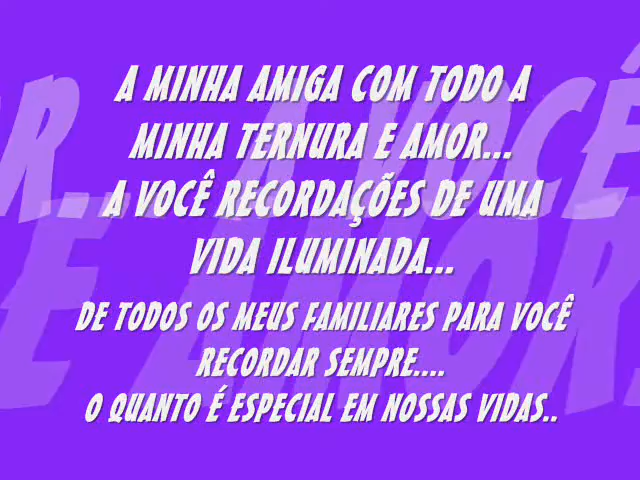 A MINHA AMIGA COM TODO A
MINHA TERNURA E AMOR...
A VOCÊ RECORDAÇÕES DE UMA
VIDA ILUMINADA...
DE TODOS OS MEUS FAMILIARES PARA VOCÊ
RECORDAR SEMPRE....
O QUANTO É ESPECIAL EM NOSSAS VIDAS..